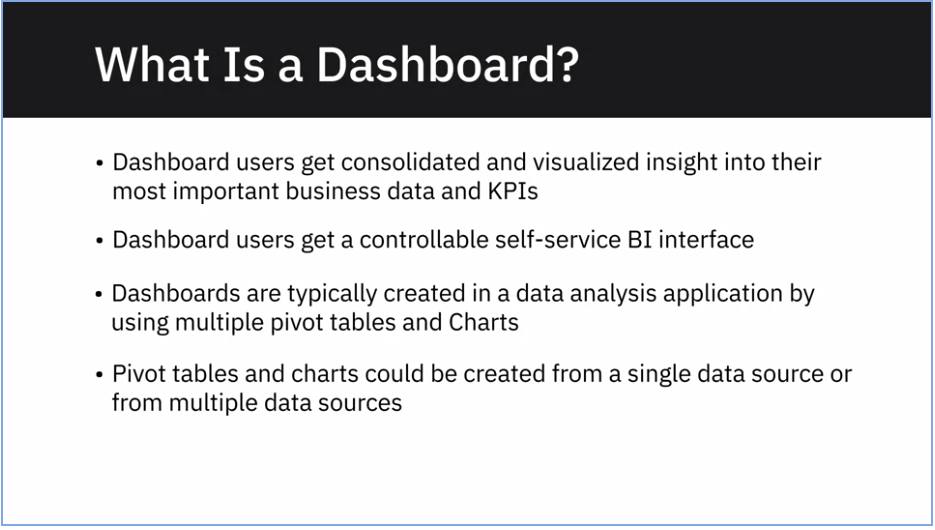 What Is a Dashboard?
• Dashboard users get consolidated and visualized insight into their
most important business data and KPIs
• Dashboard users get a controllable self-service BI interface
• Dashboards are typically created in a data analysis application by
using multiple pivot tables and Charts
• Pivot tables and charts could be created from a single data source or
from multiple data sources